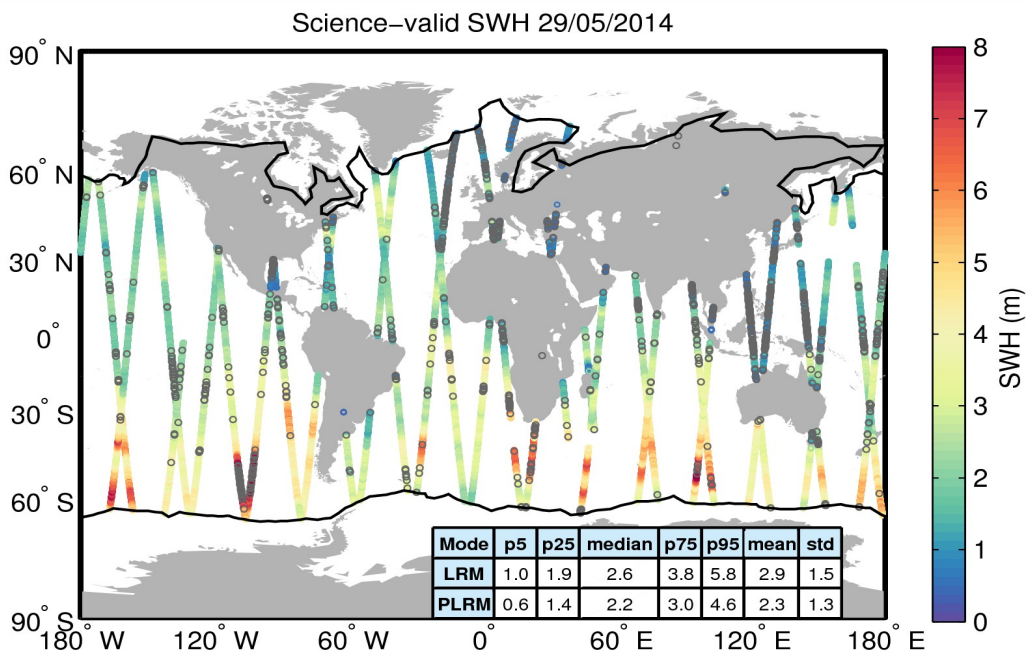 Science−valid SWH 29/05/2014
90° N
60° N
30° N
0°
30° S
60° S
90° S
180° W
120° W
60° W
0°
60° E
120° E
180° E
Mode p5 p25 median p75 p95 mean std
LRM 1.0 1.9 2.6 3.8 5.8 2.9 1.5
PLRM 0.6 1.4 2.2 3.0 4.6 2.3 1.3
8
7
6
5
4
3
2
1
0
SWH (m)